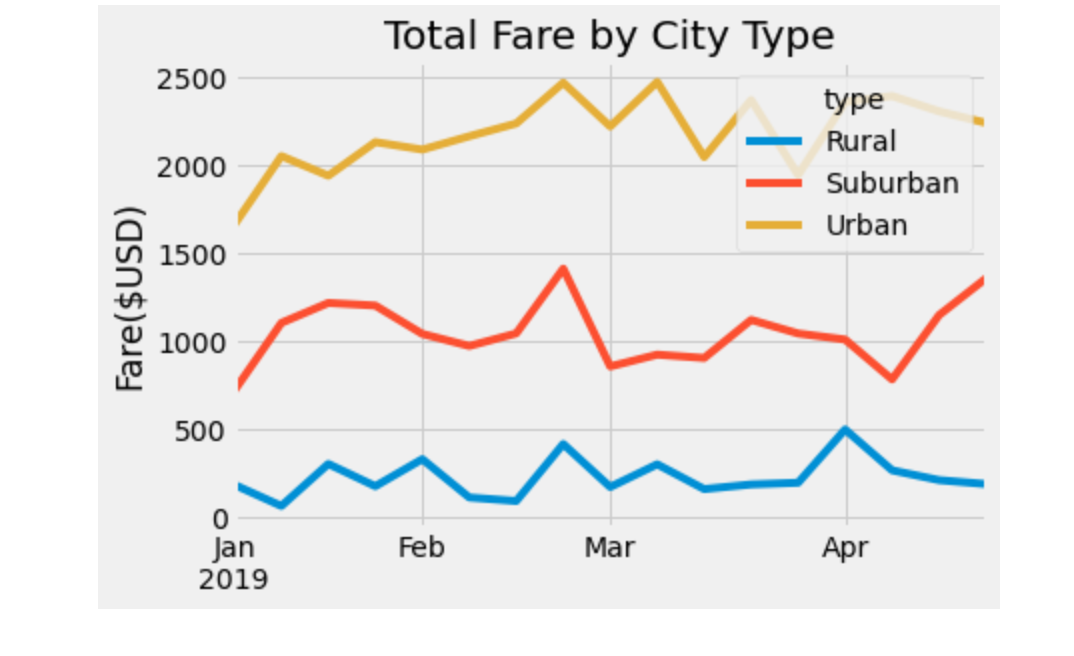 Total Fare by City Type
Fare($USD)
2500
2000
1500
1000
500
0
type
Rural
Suburban
Urban
Jan Feb Mar Apr
2019